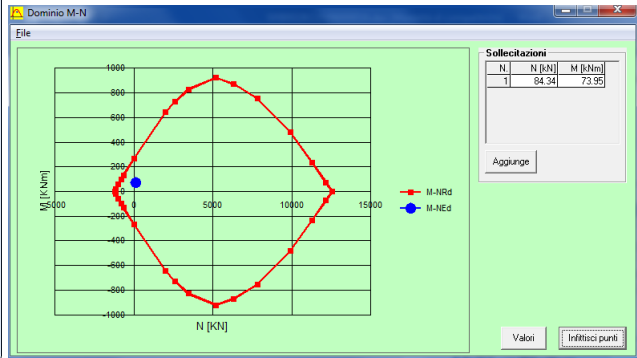 Dominio M-N
File
1000
800
600
400
200
0
-200
-400
-600
-800
-1000
M [KNm]
-5000 0 5000 10000 15000
N [KN]
M-NRd
M-NEd
Sollecitazioni
N. N [kN] M [kNm]
1 84.34 73.95
Aggiunge
Valori
Infittisci punti